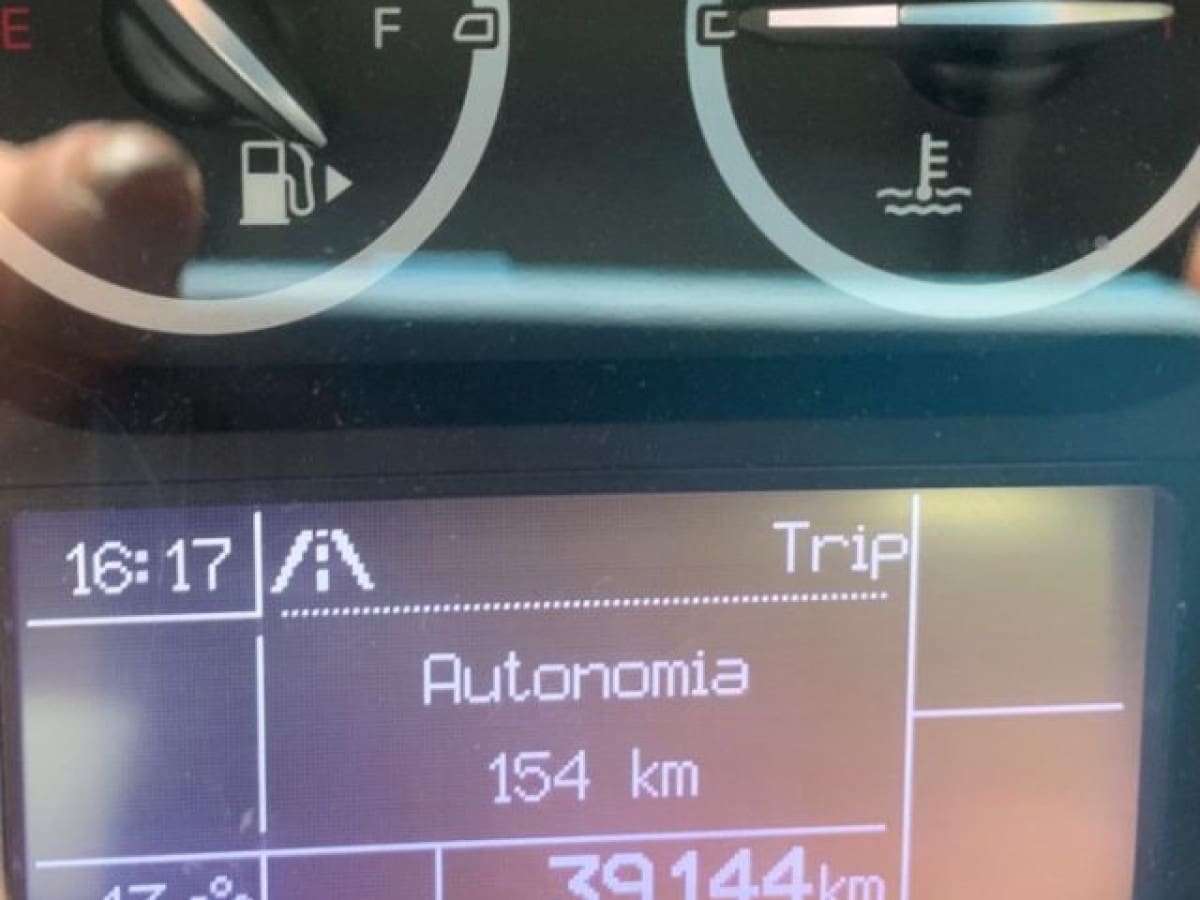 E F C
16:17 Trip
Autonomia
154 km
39144km